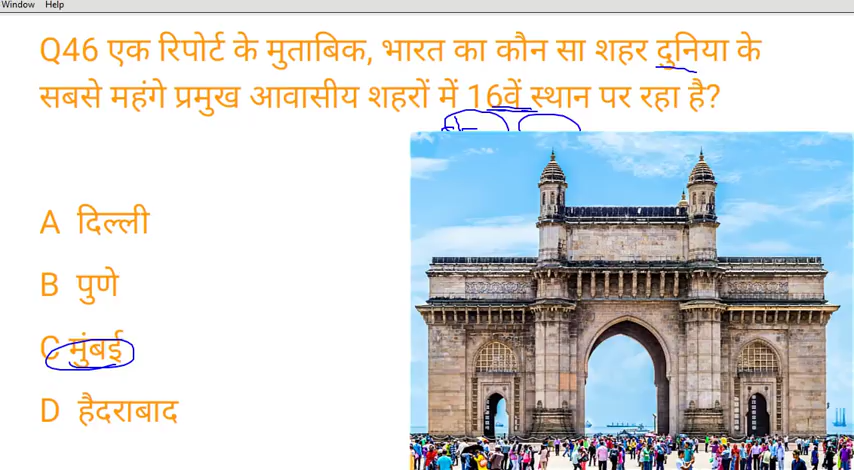 Window Help
Q46 एक रिपोर्ट के मुताबिक, भारत का कौन सा शहर दुनिया के
सबसे महंगे प्रमुख आवासीय शहरों में 16वें स्थान पर रहा है?
A दिल्ली
B पुणे
C मुंबई
D हैदराबाद